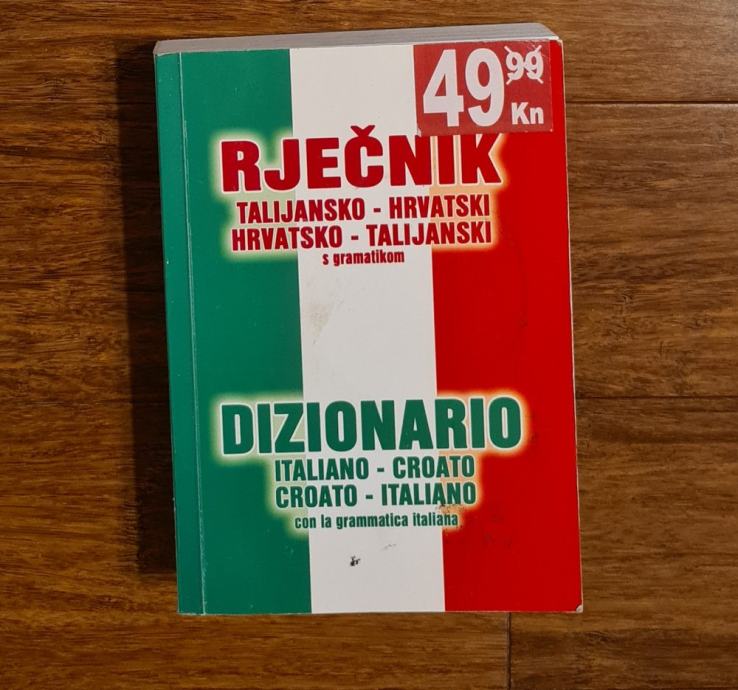 49 99 Kn
RJEČNIK
TALIJANSKO - HRVATSKI
HRVATSKO - TALIJANSKI
s gramatikom
DIZIONARIO
ITALIANO - CROATO
CROATO - ITALIANO
con la grammatica italiana